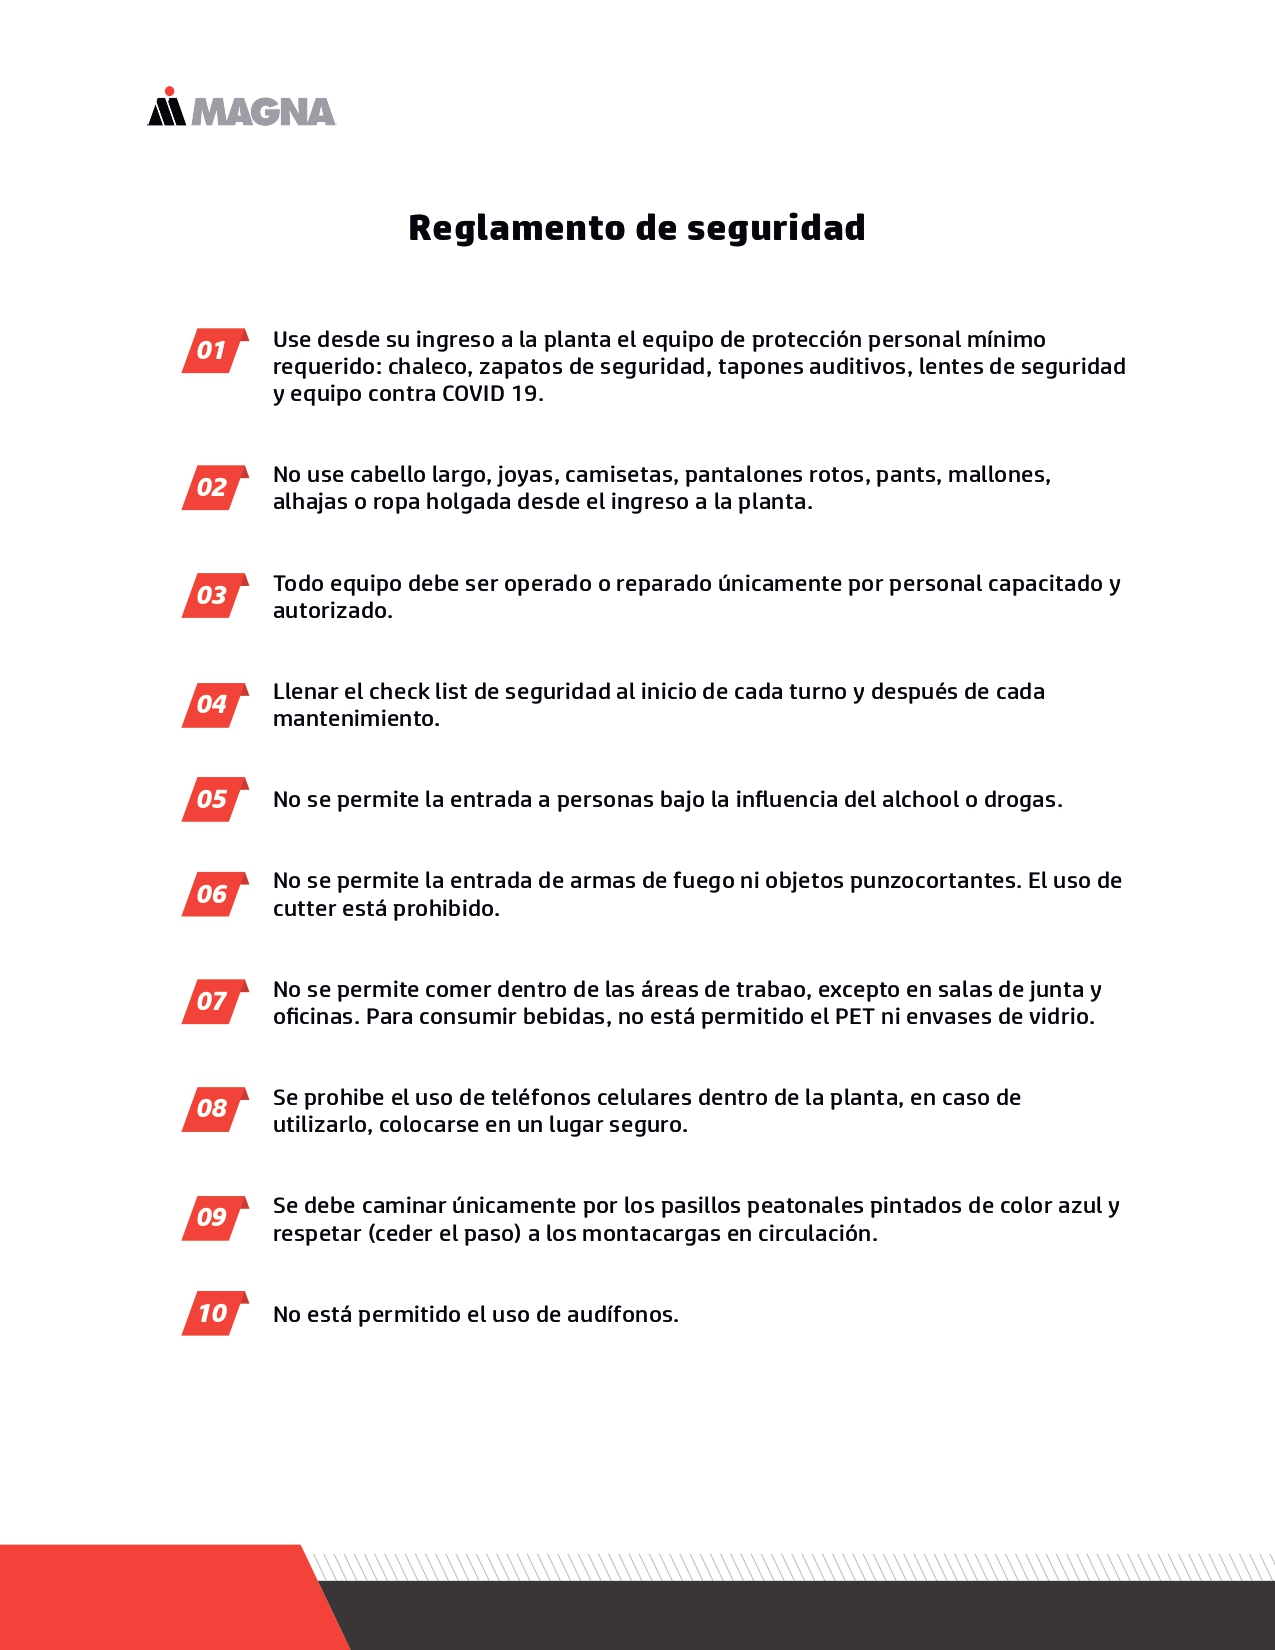 MAGNA
Reglamento de seguridad
01
Use desde su ingreso a la planta el equipo de protección personal mínimo
requerido: chaleco, zapatos de seguridad, tapones auditivos, lentes de seguridad
y equipo contra COVID 19.
02
No use cabello largo, joyas, camisetas, pantalones rotos, pants, mallones,
alhajas o ropa holgada desde el ingreso a la planta.
03
Todo equipo debe ser operado o reparado únicamente por personal capacitado y
autorizado.
04
Llenar el check list de seguridad al inicio de cada turno y después de cada
mantenimiento.
05
No se permite la entrada a personas bajo la influencia del alchool o drogas.
06
No se permite la entrada de armas de fuego ni objetos punzocortantes. El uso de
cutter está prohibido.
07
No se permite comer dentro de las áreas de trabao, excepto en salas de junta y
oficinas. Para consumir bebidas, no está permitido el PET ni envases de vidrio.
08
Se prohibe el uso de teléfonos celulares dentro de la planta, en caso de
utilizarlo, colocarse en un lugar seguro.
09
Se debe caminar únicamente por los pasillos peatonales pintados de color azul y
respetar (ceder el paso) a los montacargas en circulación.
10
No está permitido el uso de audífonos.